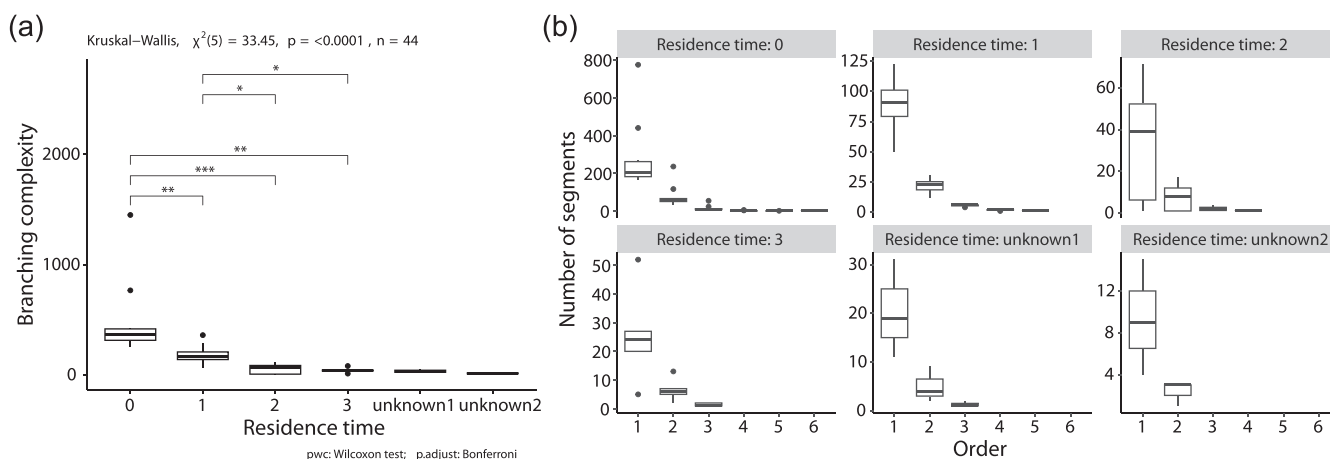 (a)
Kruskal−Wallis, χ²(5) = 33.45, p = <0.0001 , n = 44
Branching complexity
2000
1000
0
*
*
**
***
**
0 1 2 3 unknown1 unknown2
Residence time
pwc: Wilcoxon test; p.adjust: Bonferroni
(b)
Number of segments
Residence time: 0
800
600
400
200
0
Residence time: 1
125
100
75
50
25
0
Residence time: 2
60
40
20
0
Residence time: 3
50
40
30
20
10
0
1 2 3 4 5 6
Residence time: unknown1
30
20
10
0
1 2 3 4 5 6
Residence time: unknown2
12
8
4
1 2 3 4 5 6
Order